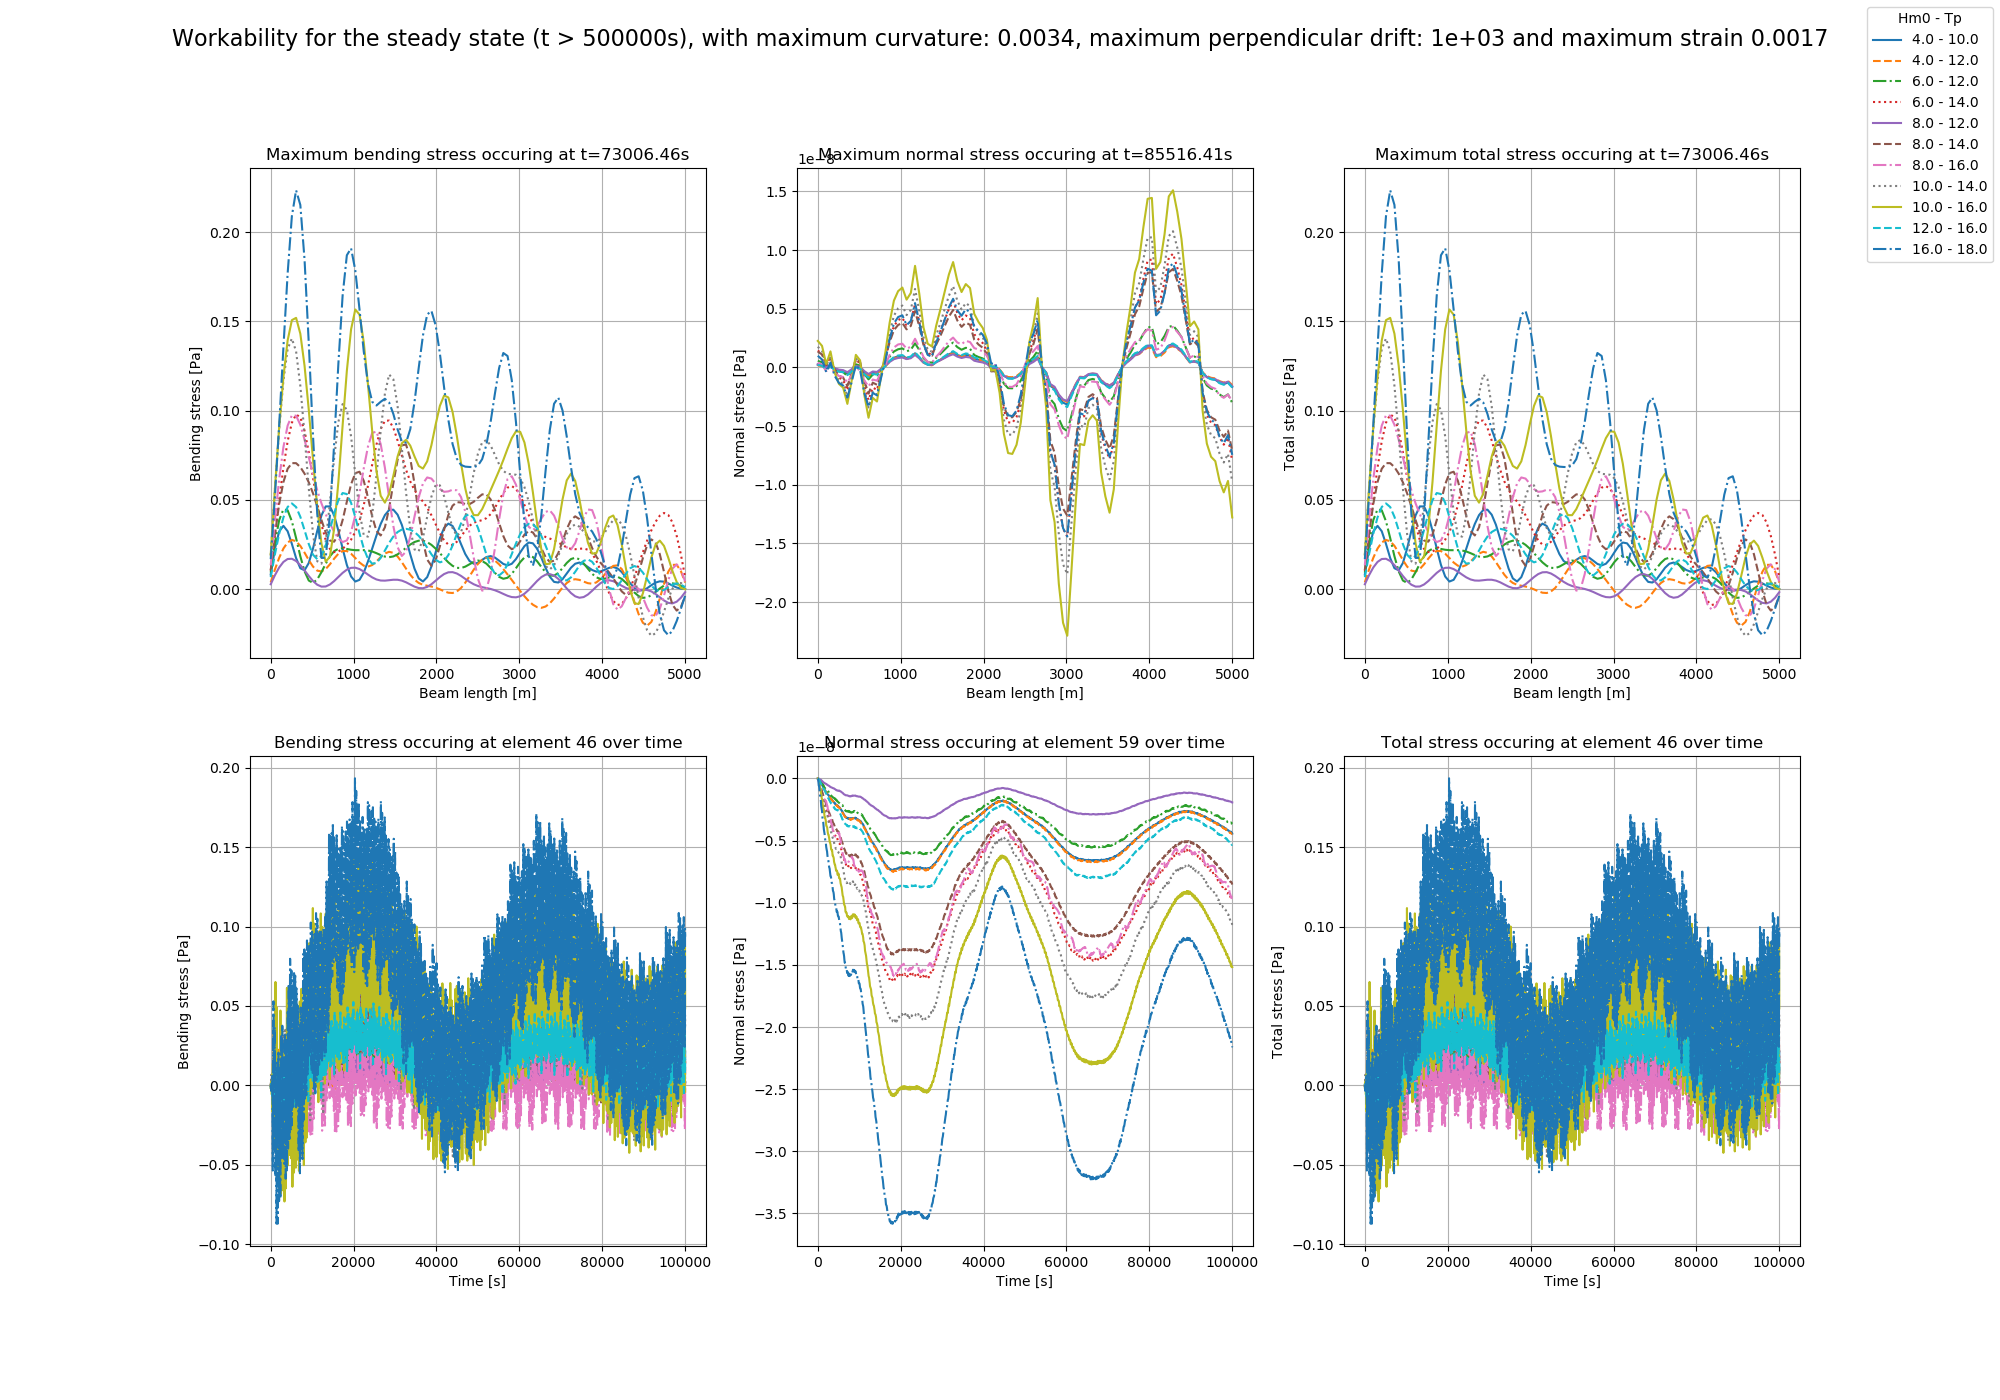 Workability for the steady state (t > 500000s), with maximum curvature: 0.0034, maximum perpendicular drift: 1e+03 and maximum strain 0.0017
Hm0 - Tp
4.0 - 10.0
4.0 - 12.0
6.0 - 12.0
6.0 - 14.0
8.0 - 12.0
8.0 - 14.0
8.0 - 16.0
10.0 - 14.0
10.0 - 16.0
12.0 - 16.0
16.0 - 18.0
Maximum bending stress occuring at t=73006.46s
Bending stress [Pa]
0.20
0.15
0.10
0.05
0.00
0 1000 2000 3000 4000 5000
Beam length [m]
Maximum normal stress occuring at t=85516.41s
1e−8
Normal stress [Pa]
1.5
1.0
0.5
0.0
−0.5
−1.0
−1.5
−2.0
0 1000 2000 3000 4000 5000
Beam length [m]
Maximum total stress occuring at t=73006.46s
Total stress [Pa]
0.20
0.15
0.10
0.05
0.00
0 1000 2000 3000 4000 5000
Beam length [m]
Bending stress occuring at element 46 over time
Bending stress [Pa]
0.20
0.15
0.10
0.05
0.00
−0.05
−0.10
0 20000 40000 60000 80000 100000
Time [s]
Normal stress occuring at element 59 over time
1e−8
Normal stress [Pa]
0.0
−0.5
−1.0
−1.5
−2.0
−2.5
−3.0
−3.5
0 20000 40000 60000 80000 100000
Time [s]
Total stress occuring at element 46 over time
Total stress [Pa]
0.20
0.15
0.10
0.05
0.00
−0.05
−0.10
0 20000 40000 60000 80000 100000
Time [s]